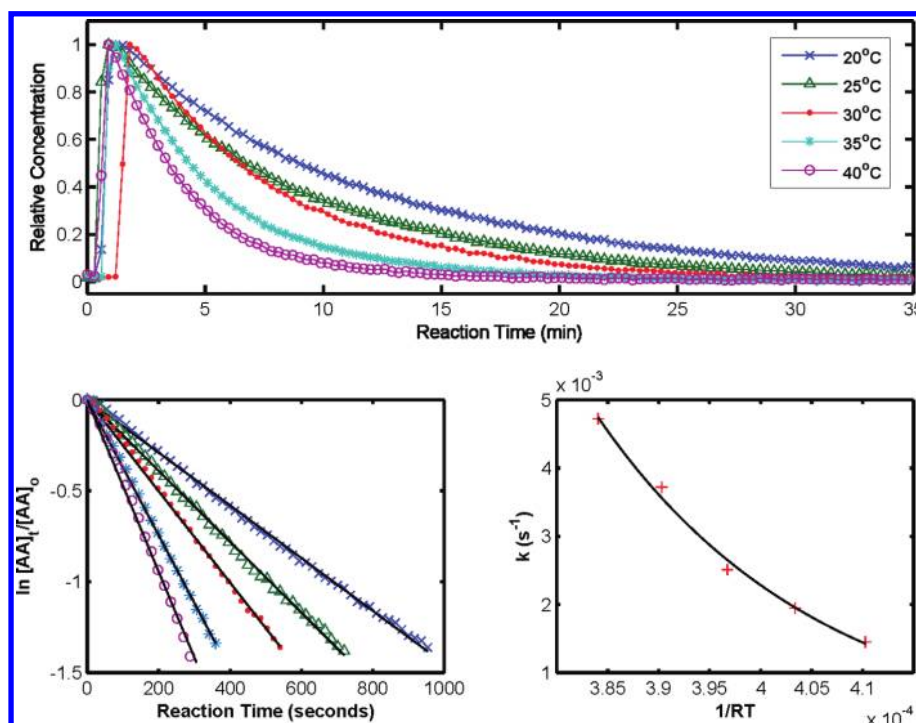 Relative Concentration
1
0.8
0.6
0.4
0.2
0
0 5 10 15 20 25 30 35
Reaction Time (min)
20°C
25°C
30°C
35°C
40°C
ln [AA]t/[AA]o
0
-0.5
-1
-1.5
0 200 400 600 800 1000
Reaction Time (seconds)
x 10-3
k (s-1)
5
4
3
2
1
3.85 3.9 3.95 4 4.05 4.1
1/RT
x 10-4